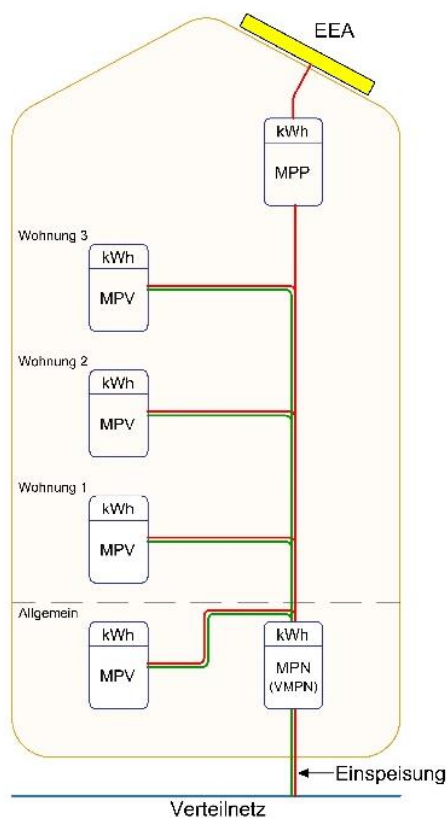 EEA
kWh
MPP
Wohnung 3
kWh
MPV
Wohnung 2
kWh
MPV
Wohnung 1
kWh
MPV
Allgemein
kWh
MPV
kWh
MPN
(VMPN)
Einspeisung
Verteilnetz